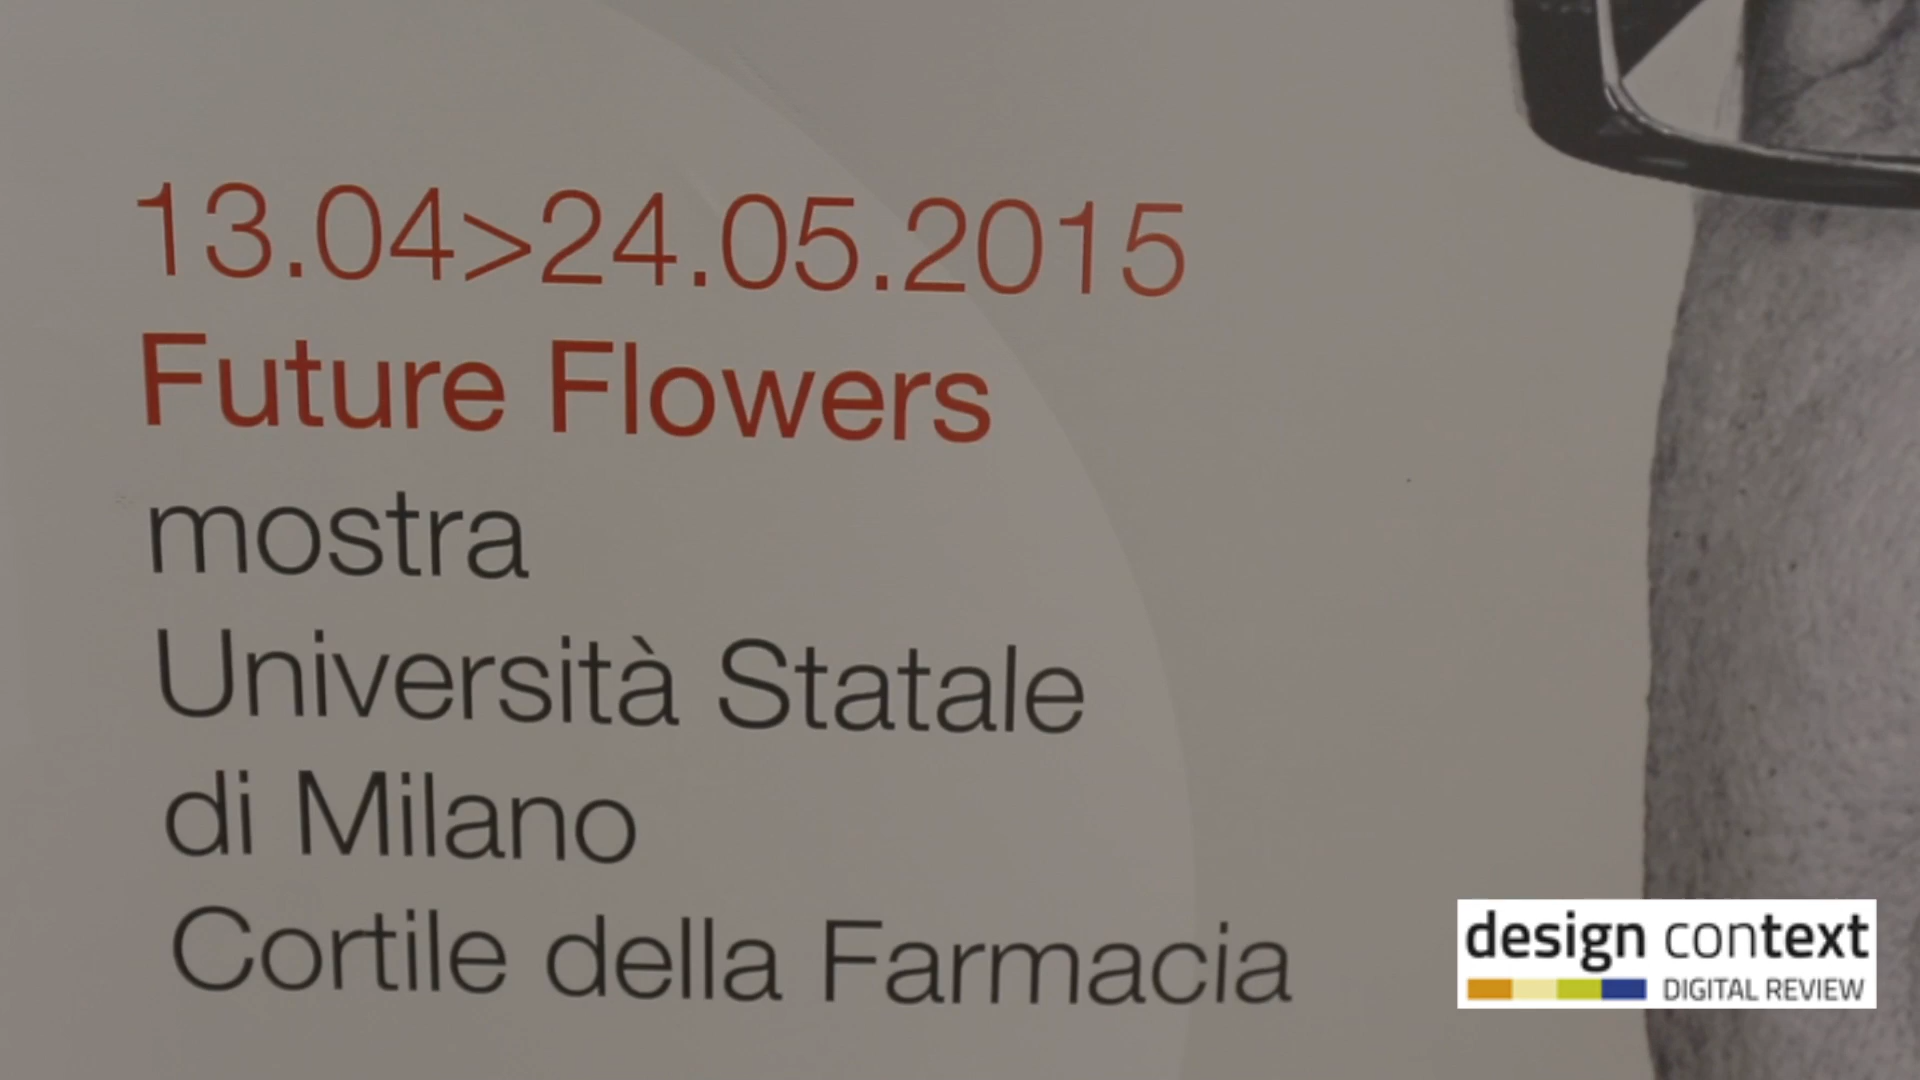 13.04>24.05.2015
Future Flowers
mostra
Università Statale
di Milano
Cortile della Farmacia
design context
DIGITAL REVIEW